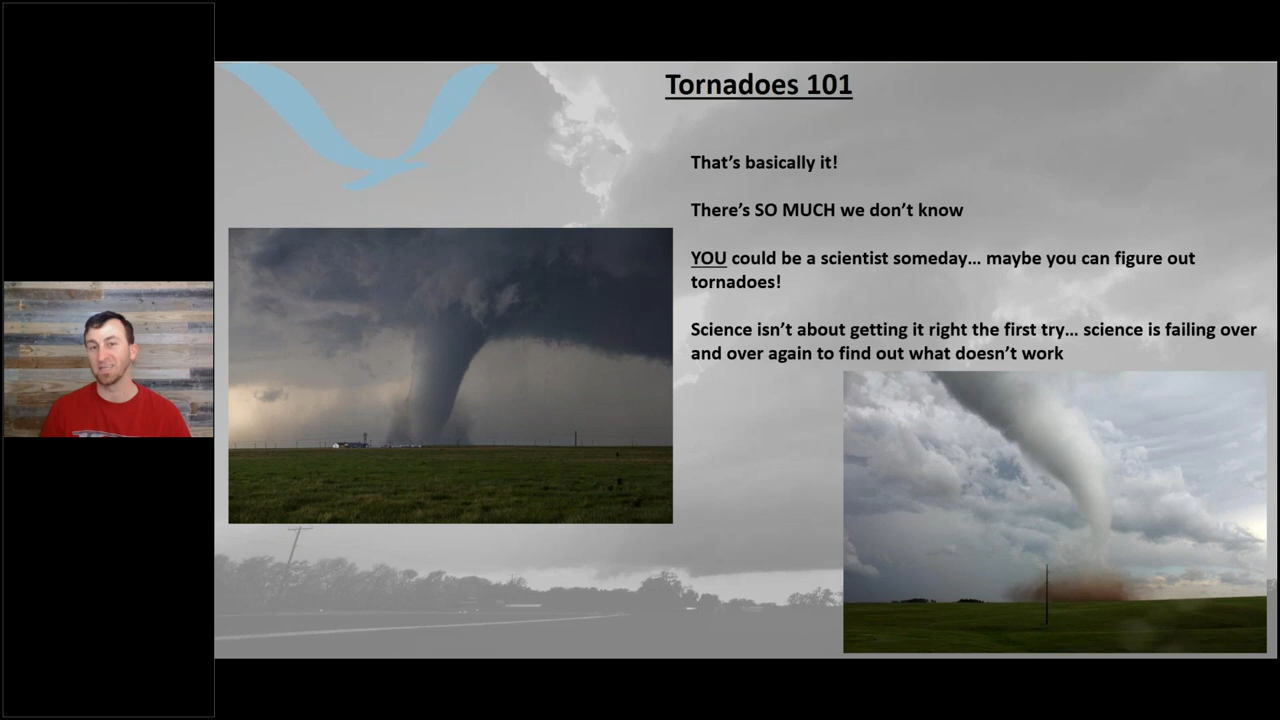 Tornadoes 101
That’s basically it!
There’s SO MUCH we don’t know
YOU could be a scientist someday… maybe you can figure out
tornadoes!
Science isn’t about getting it right the first try… science is failing over
and over again to find out what doesn’t work